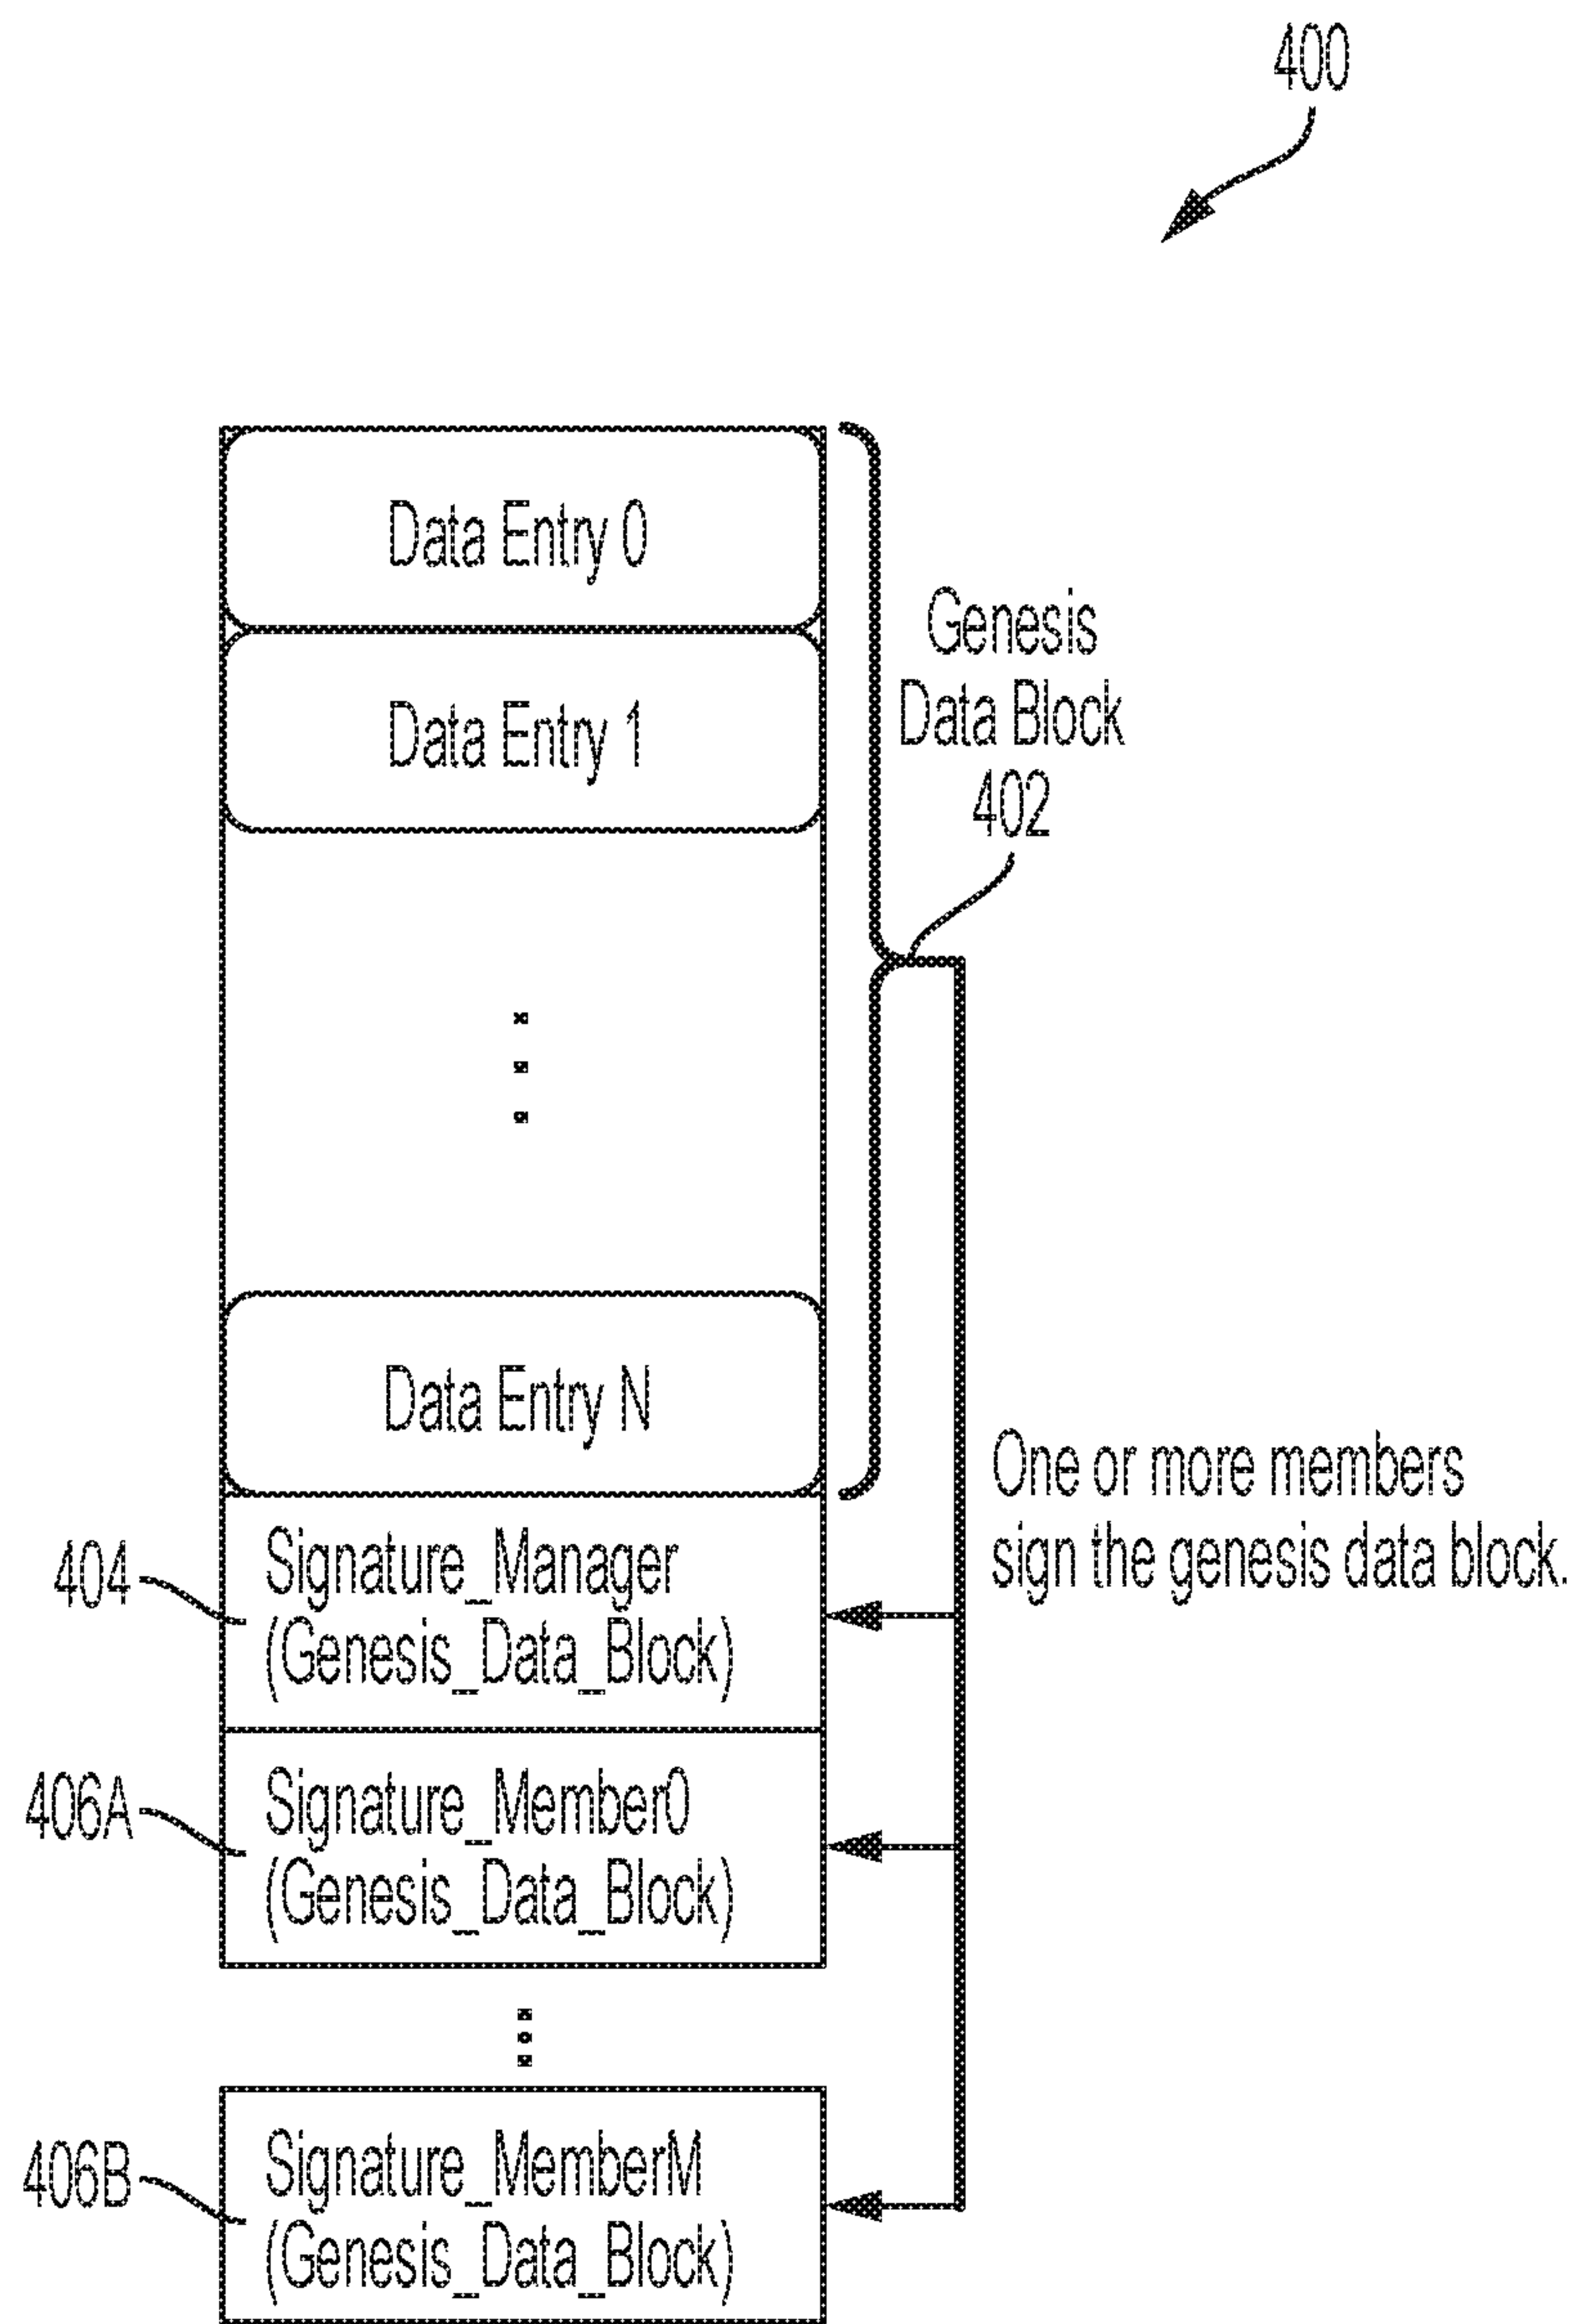 400
Data Entry 0
Data Entry 1
Genesis
Data Block
402
Data Entry N
One or more members
sign the genesis data block.
404
Signature_Manager
(Genesis_Data_Block)
406A
Signature_Member0
(Genesis_Data_Block)
406B
Signature_MemberM
(Genesis_Data_Block)